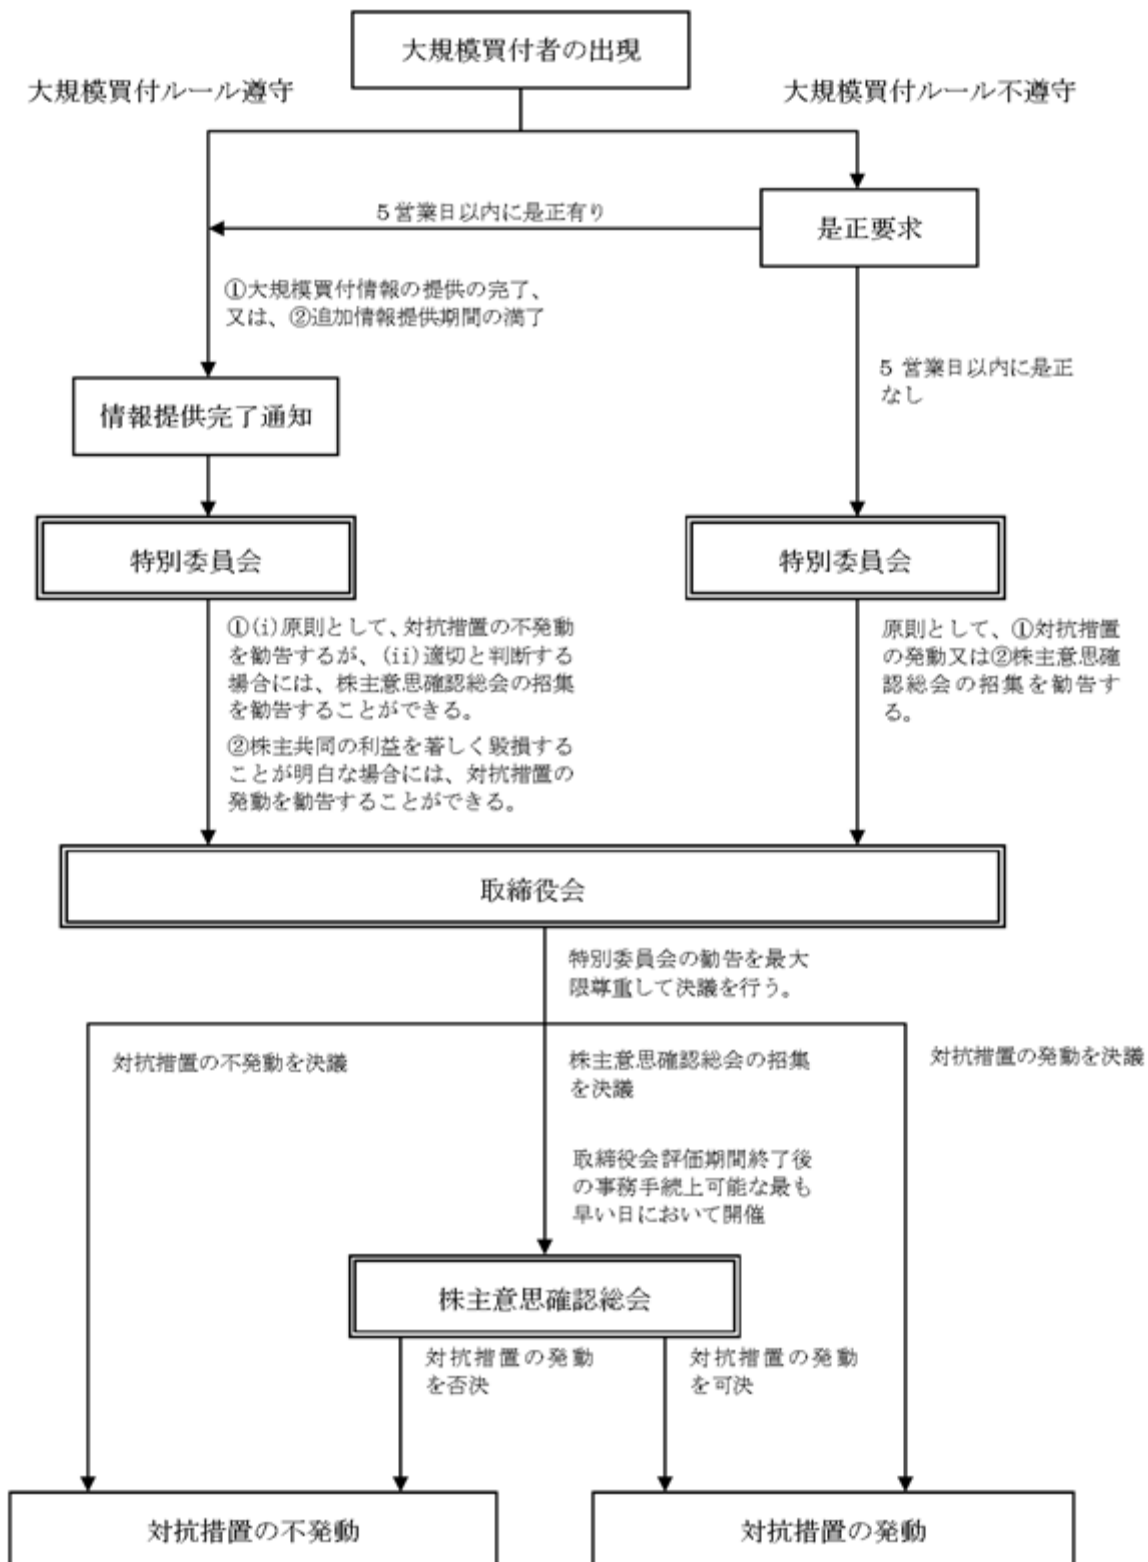 大規模買付者の出現
大規模買付ルール遵守
大規模買付ルール不遵守
5営業日以内に是正有り
是正要求
①大規模買付情報の提供の完了、
又は、②追加情報提供期間の満了
5 営業日以内に是正
なし
情報提供完了通知
特別委員会
特別委員会
①(i)原則として、対抗措置の不発動
を勧告するが、(ii)適切と判断する
場合には、株主意思確認総会の招集
を勧告することができる。
②株主共同の利益を著しく毀損する
ことが明白な場合には、対抗措置の
発動を勧告することができる。
原則として、①対抗措置
の発動又は②株主意思確
認総会の招集を勧告す
る。
取締役会
特別委員会の勧告を最大
限尊重して決議を行う。
対抗措置の不発動を決議
株主意思確認総会の招集
を決議
対抗措置の発動を決議
取締役会評価期間終了後
の事務手続上可能な最も
早い日において開催
株主意思確認総会
対抗措置の発動
を否決
対抗措置の発動
を可決
対抗措置の不発動
対抗措置の発動